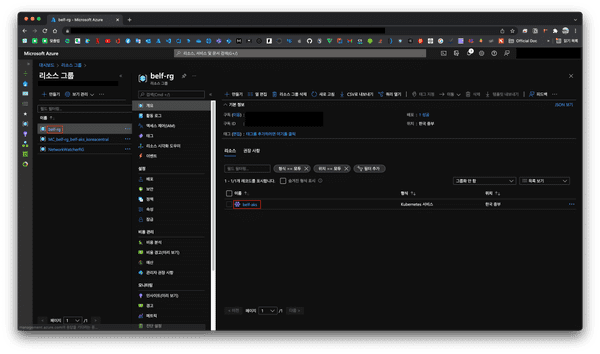 belf-rg - Microsoft Azure
Official Doc
읽기 목록
Microsoft Azure
리소스, 서비스 및 문서 검색(G+/)
대시보드 > 리소스 그룹 >
리소스 그룹
만들기
보기 관리
이름 ↑
belf-rg
MC_belf-rg_belf-aks_koreacentral
NetworkWatcherRG
페이지 1 /1
belf-rg
리소스 그룹
검색(Cmd +/)
개요
활동 로그
액세스 제어(IAM)
태그
리소스 시각화 도우미
이벤트
설정
배포
보안
정책
속성
잠금
비용 관리
비용 분석
비용 경고(미리 보기)
예산
관리자 권장 사항
모니터링
인사이트(미리 보기)
경고
메트릭
진단 설정
만들기
열 편집
리소스 그룹 삭제
새로 고침
CSV로 내보내기
쿼리 열기
태그 할당
이동
삭제
템플릿 내보내기
피드백
기본 정보
JSON 보기
구독(이동)
구독 ID
배포 : 1 성공
위치 : 한국 중부
태그 (편집) : 태그를 추가하려면 여기를 클릭
리소스
권장 사항
형식 == 모두
위치 == 모두
필터 추가
1 - 1/1개 레코드를 표시합니다.
숨겨진 형식 표시
그룹화 안 함
목록 보기
이름
형식
위치
belf-aks
Kubernetes 서비스
한국 중부
< 이전
페이지 1 /1
다음 >